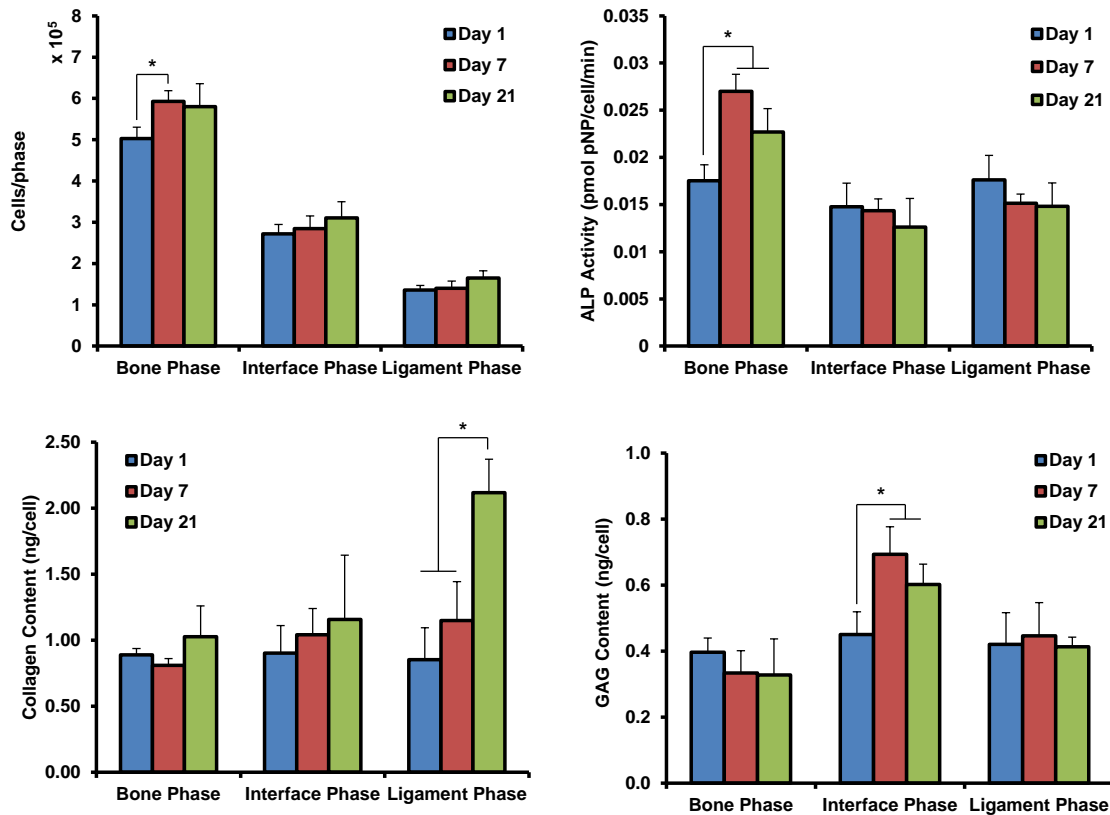 x 10⁵
Cells/phase
8
7
6
5
4
3
2
1
0
*
Day 1
Day 7
Day 21
Bone Phase Interface Phase Ligament Phase
ALP Activity (pmol pNP/cell/min)
0.035
0.03
0.025
0.02
0.015
0.01
0.005
0
*
Day 1
Day 7
Day 21
Bone Phase Interface Phase Ligament Phase
Collagen Content (ng/cell)
2.50
2.00
1.50
1.00
0.50
0.00
Day 1
Day 7
Day 21
*
Bone Phase Interface Phase Ligament Phase
GAG Content (ng/cell)
1.0
0.8
0.6
0.4
0.2
0.0
*
Day 1
Day 7
Day 21
Bone Phase Interface Phase Ligament Phase